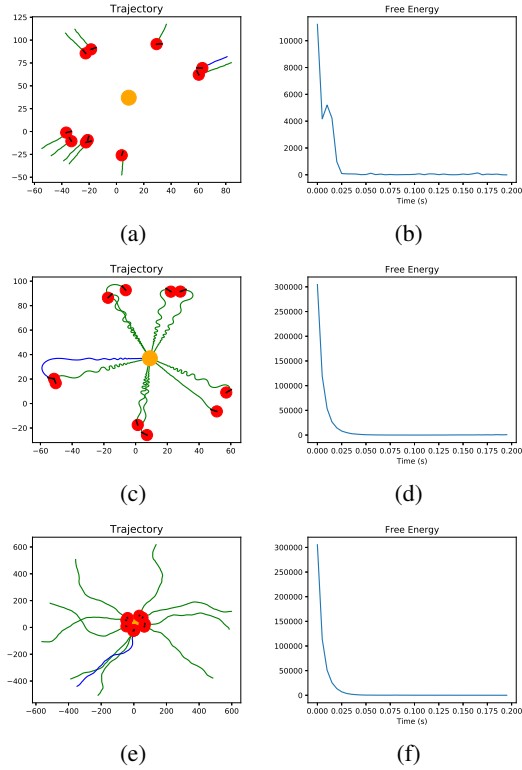 Trajectory
125
100
75
50
25
0
−25
−50
−60 −40 −20 0 20 40 60 80
(a)
Free Energy
10000
8000
6000
4000
2000
0
0.000 0.025 0.050 0.075 0.100 0.125 0.150 0.175 0.200
Time (s)
(b)
Trajectory
100
80
60
40
20
0
−20
−60 −40 −20 0 20 40 60
(c)
Free Energy
300000
250000
200000
150000
100000
50000
0
0.000 0.025 0.050 0.075 0.100 0.125 0.150 0.175 0.200
Time (s)
(d)
Trajectory
600
400
200
0
−200
−400
−600 −400 −200 0 200 400 600
(e)
Free Energy
300000
250000
200000
150000
100000
50000
0
0.000 0.025 0.050 0.075 0.100 0.125 0.150 0.175 0.200
Time (s)
(f)